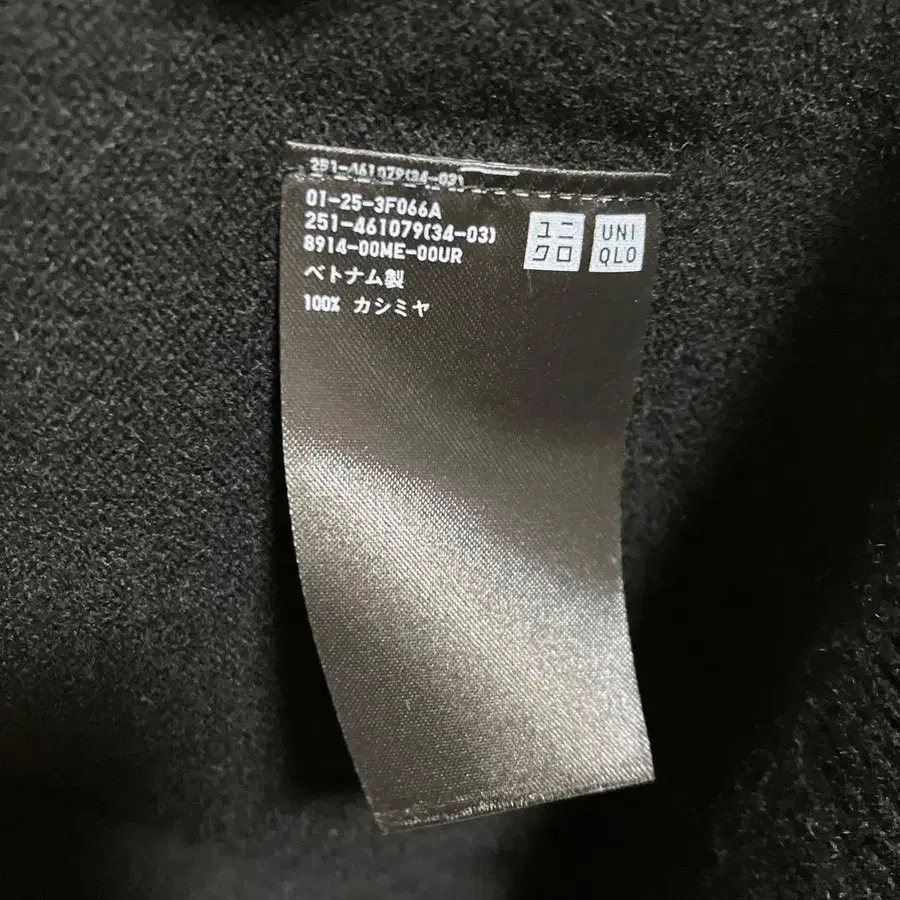 251-461079(34-03)
01-25-3F066A
251-461079(34-03)
8914-00ME-00UR
ベトナム製
100% カシミヤ
ユニ
クロ
UNI
QLO